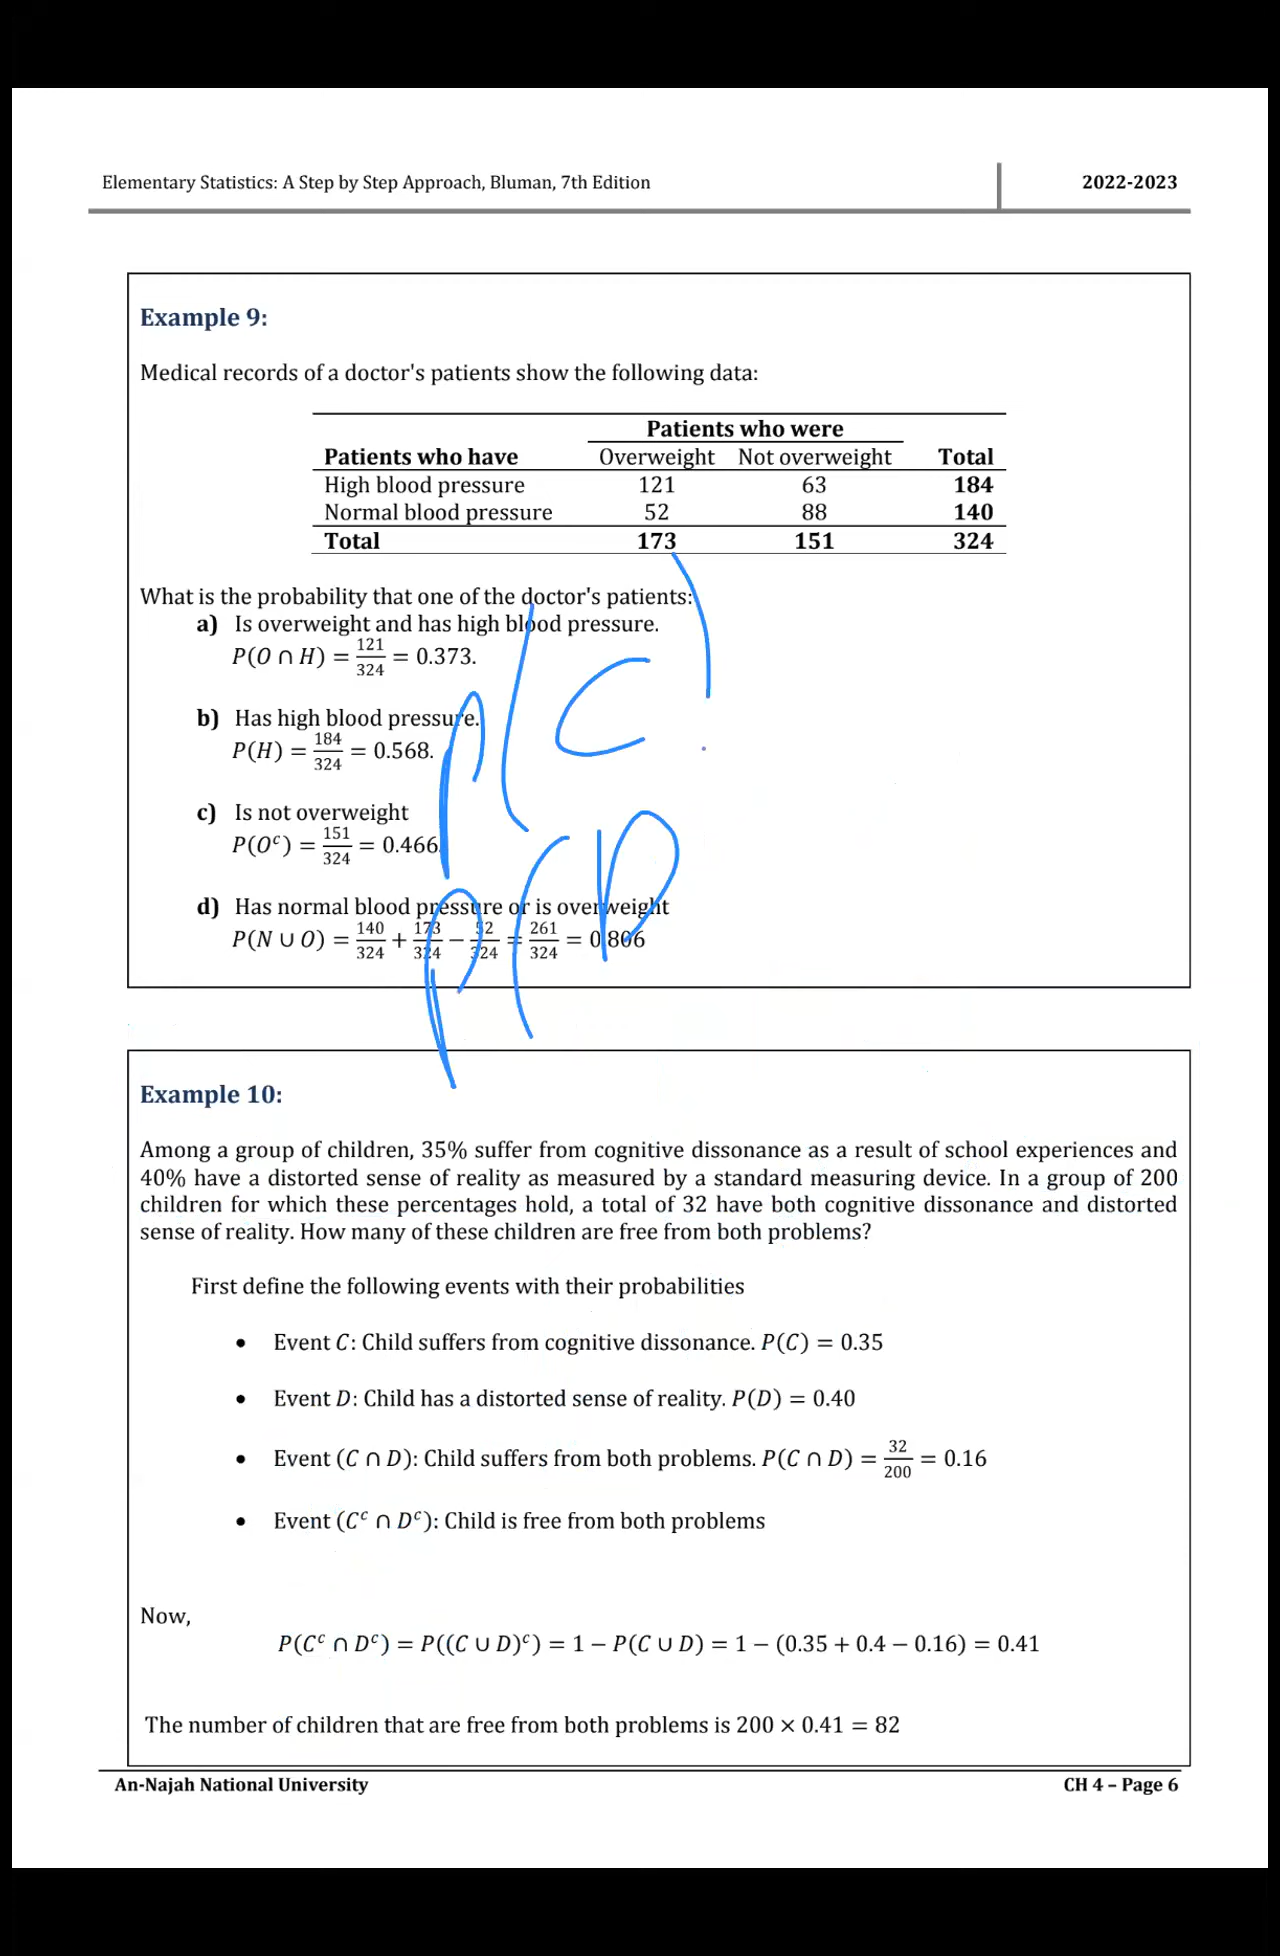 Elementary Statistics: A Step by Step Approach, Bluman, 7th Edition 2022-2023
Example 9:
Medical records of a doctor's patients show the following data:
Patients who were
Patients who have Overweight Not overweight Total
High blood pressure 121 63 184
Normal blood pressure 52 88 140
Total 173 151 324
What is the probability that one of the doctor's patients:
a) Is overweight and has high blood pressure.
P(O ∩ H) = 121/324 = 0.373.
b) Has high blood pressure.
P(H) = 184/324 = 0.568.
c) Is not overweight
P(Oᶜ) = 151/324 = 0.466.
d) Has normal blood pressure or is overweight
P(N ∪ O) = 140/324 + 173/324 − 52/324 = 261/324 = 0.806
P(C)
P(D
Example 10:
Among a group of children, 35% suffer from cognitive dissonance as a result of school experiences and
40% have a distorted sense of reality as measured by a standard measuring device. In a group of 200
children for which these percentages hold, a total of 32 have both cognitive dissonance and distorted
sense of reality. How many of these children are free from both problems?
First define the following events with their probabilities
• Event C: Child suffers from cognitive dissonance. P(C) = 0.35
• Event D: Child has a distorted sense of reality. P(D) = 0.40
• Event (C ∩ D): Child suffers from both problems. P(C ∩ D) = 32/200 = 0.16
• Event (Cᶜ ∩ Dᶜ): Child is free from both problems
Now,
P(Cᶜ ∩ Dᶜ) = P((C ∪ D)ᶜ) = 1 − P(C ∪ D) = 1 − (0.35 + 0.4 − 0.16) = 0.41
The number of children that are free from both problems is 200 × 0.41 = 82
An-Najah National University CH 4 – Page 6